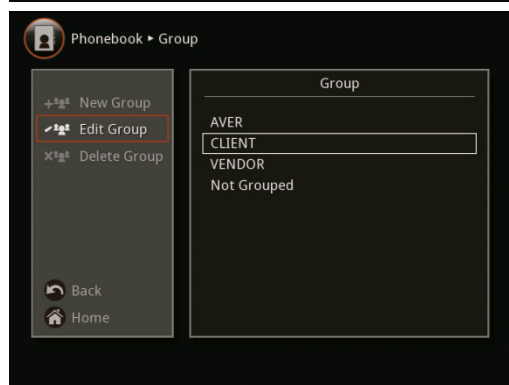 Phonebook ▸ Group
New Group
Edit Group
Delete Group
Back
Home
Group
AVER
CLIENT
VENDOR
Not Grouped